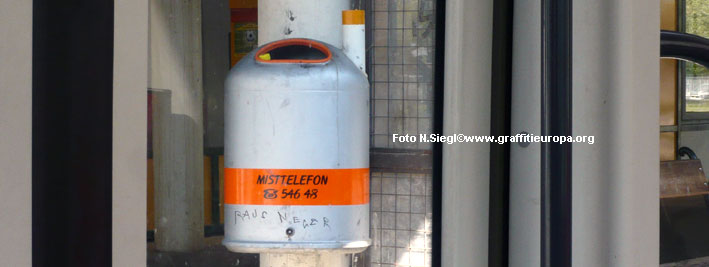 Foto N.Siegl©www.graffitieuropa.org
MISTTELEFON
☎ 546 48
RAUS NEGER